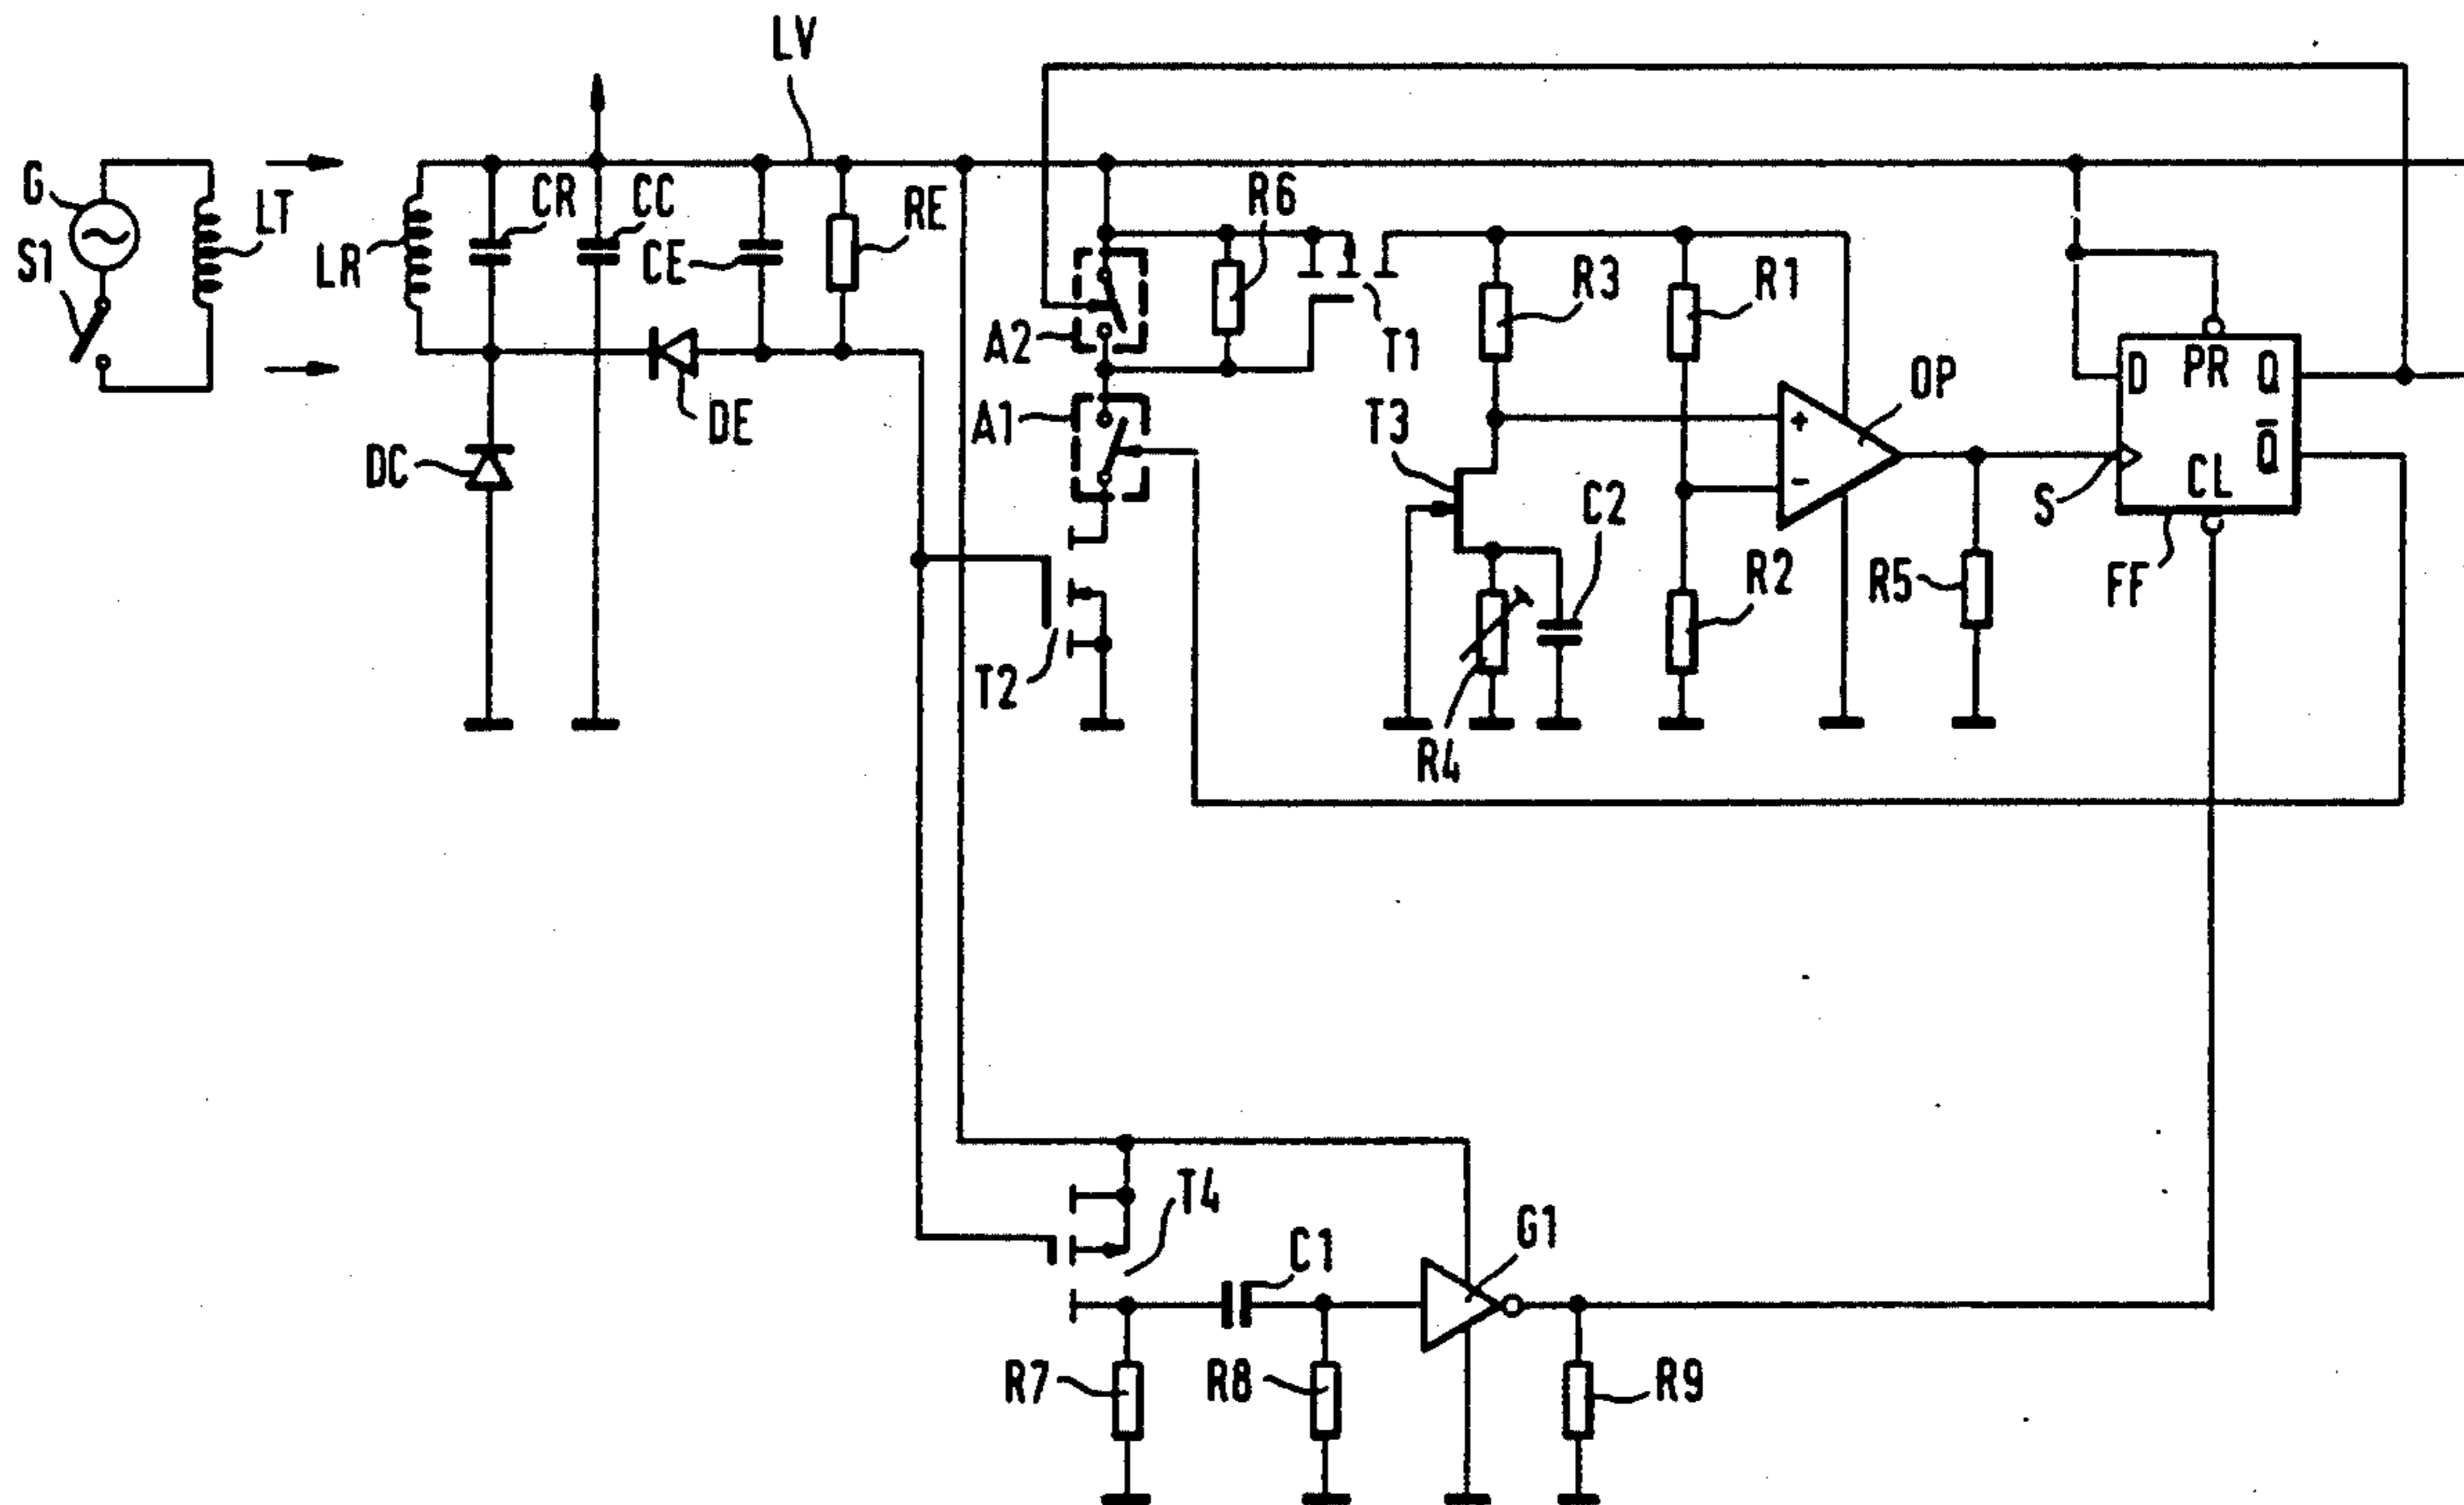 LV
G
S1
LT
LR
CR
CC
CE
RE
DE
DC
A2
A1
R6
T1
T2
T3
R3
R1
OP
+
-
C2
R4
R2
R5
S
D
PR
Q
Q̅
CL
FF
T4
C1
G1
R7
R8
R9